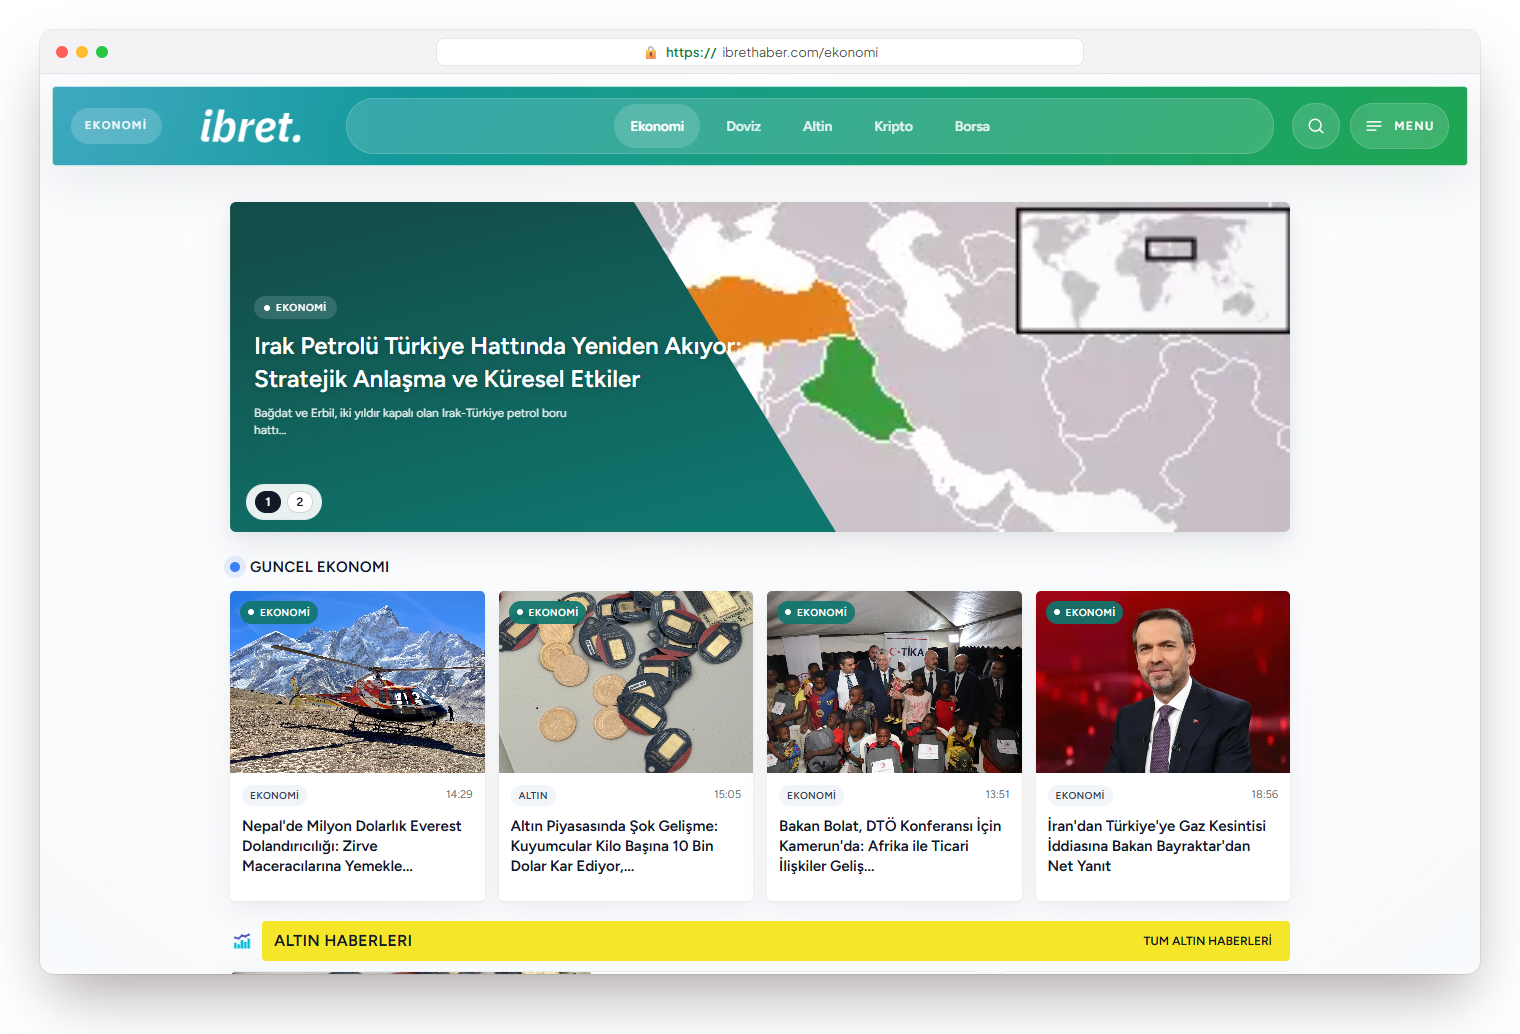 https:// ibrethaber.com/ekonomi
EKONOMİ
ibret.
Ekonomi
Doviz
Altin
Kripto
Borsa
MENU
EKONOMİ
Irak Petrolü Türkiye Hattında Yeniden Akıyor:
Stratejik Anlaşma ve Küresel Etkiler
Bağdat ve Erbil, iki yıldır kapalı olan Irak-Türkiye petrol boru
hattı...
1 2
GUNCEL EKONOMI
EKONOMİ
EKONOMİ
14:29
Nepal'de Milyon Dolarlık Everest
Dolandırıcılığı: Zirve
Maceracılarına Yemekle...
EKONOMİ
ALTIN
15:05
Altın Piyasasında Şok Gelişme:
Kuyumcular Kilo Başına 10 Bin
Dolar Kar Ediyor,...
EKONOMİ
TİKA
EKONOMİ
13:51
Bakan Bolat, DTÖ Konferansı İçin
Kamerun'da: Afrika ile Ticari
İlişkiler Geliş...
EKONOMİ
EKONOMİ
18:56
İran'dan Türkiye'ye Gaz Kesintisi
İddiasına Bakan Bayraktar'dan
Net Yanıt
ALTIN HABERLERI
TUM ALTIN HABERLERİ